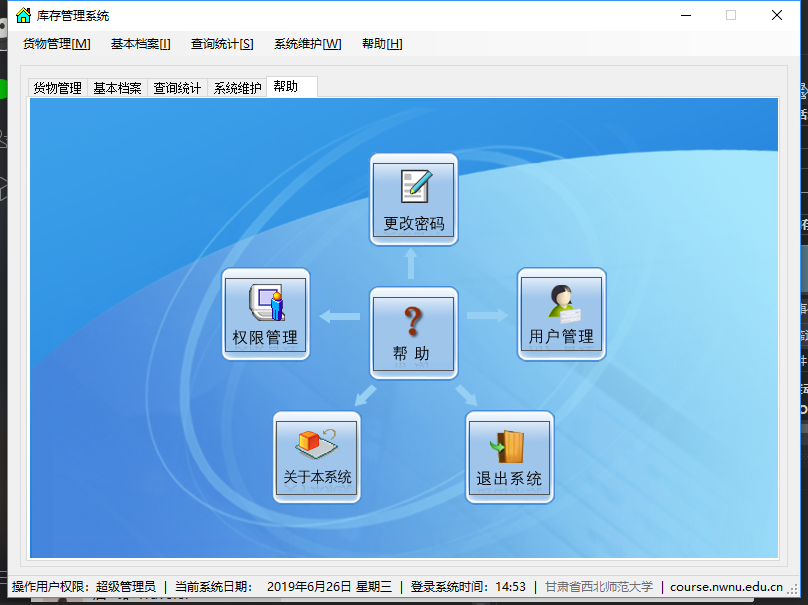 库存管理系统
货物管理[M] 基本档案[I] 查询统计[S] 系统维护[W] 帮助[H]
货物管理 基本档案 查询统计 系统维护 帮助
更改密码
权限管理
帮 助
用户管理
关于本系统
退出系统
操作用户权限: 超级管理员 | 当前系统日期: 2019年6月26日 星期三 | 登录系统时间: 14:53 | 甘肃省西北师范大学 | course.nwnu.edu.cn